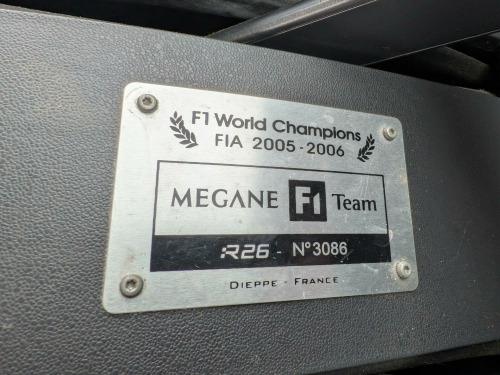 F1 World Champions
FIA 2005-2006
MEGANE F1 Team
R26 - N°3086
DIEPPE - FRANCE